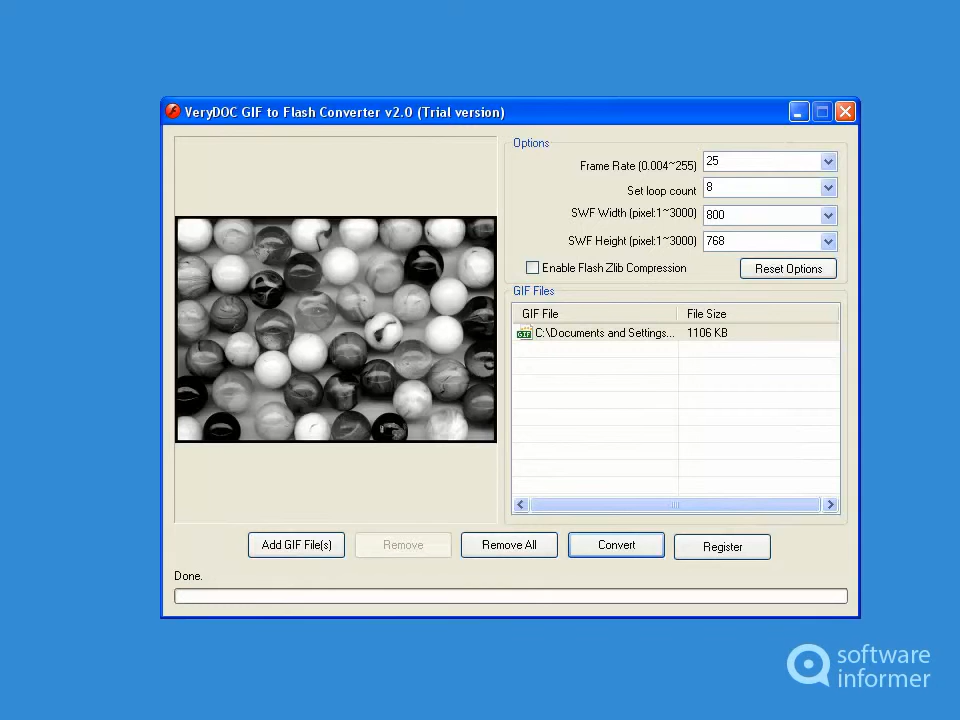 VeryDOC GIF to Flash Converter v2.0 (Trial version)
Options
Frame Rate (0.004~255) 25
Set loop count 8
SWF Width (pixel:1~3000) 800
SWF Height (pixel:1~3000) 768
Enable Flash Zlib Compression Reset Options
GIF Files
GIF File File Size
GIF C:\Documents and Settings... 1106 KB
Add GIF File(s) Remove Remove All Convert Register
Done.
software
informer